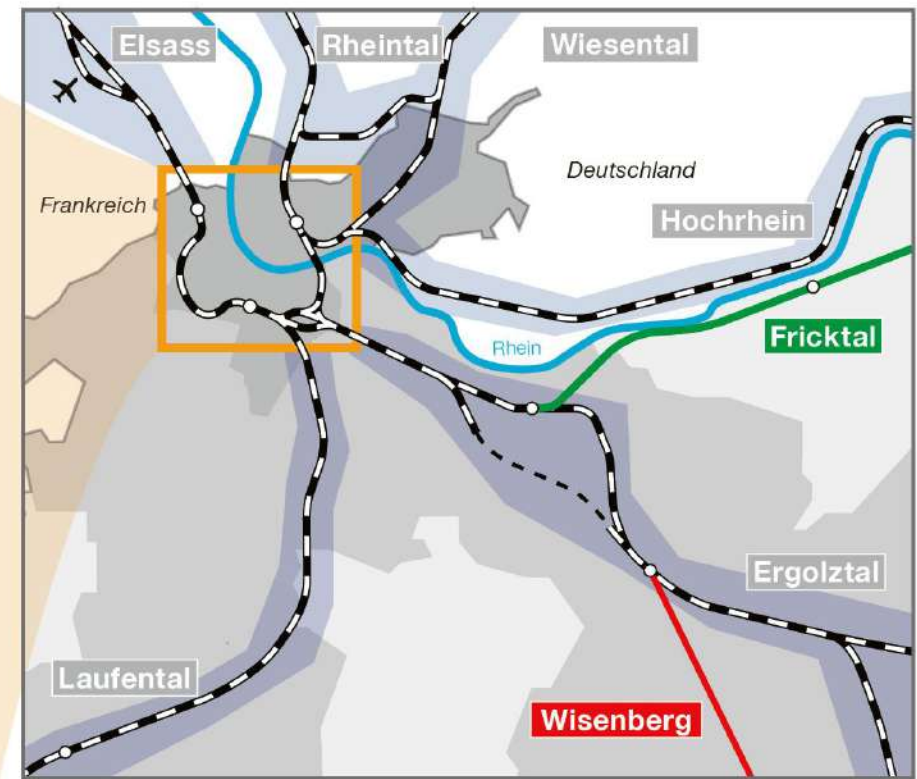 Elsass
Rheintal
Wiesental
Deutschland
Frankreich
Hochrhein
Rhein
Fricktal
Ergolztal
Laufental
Wisenberg